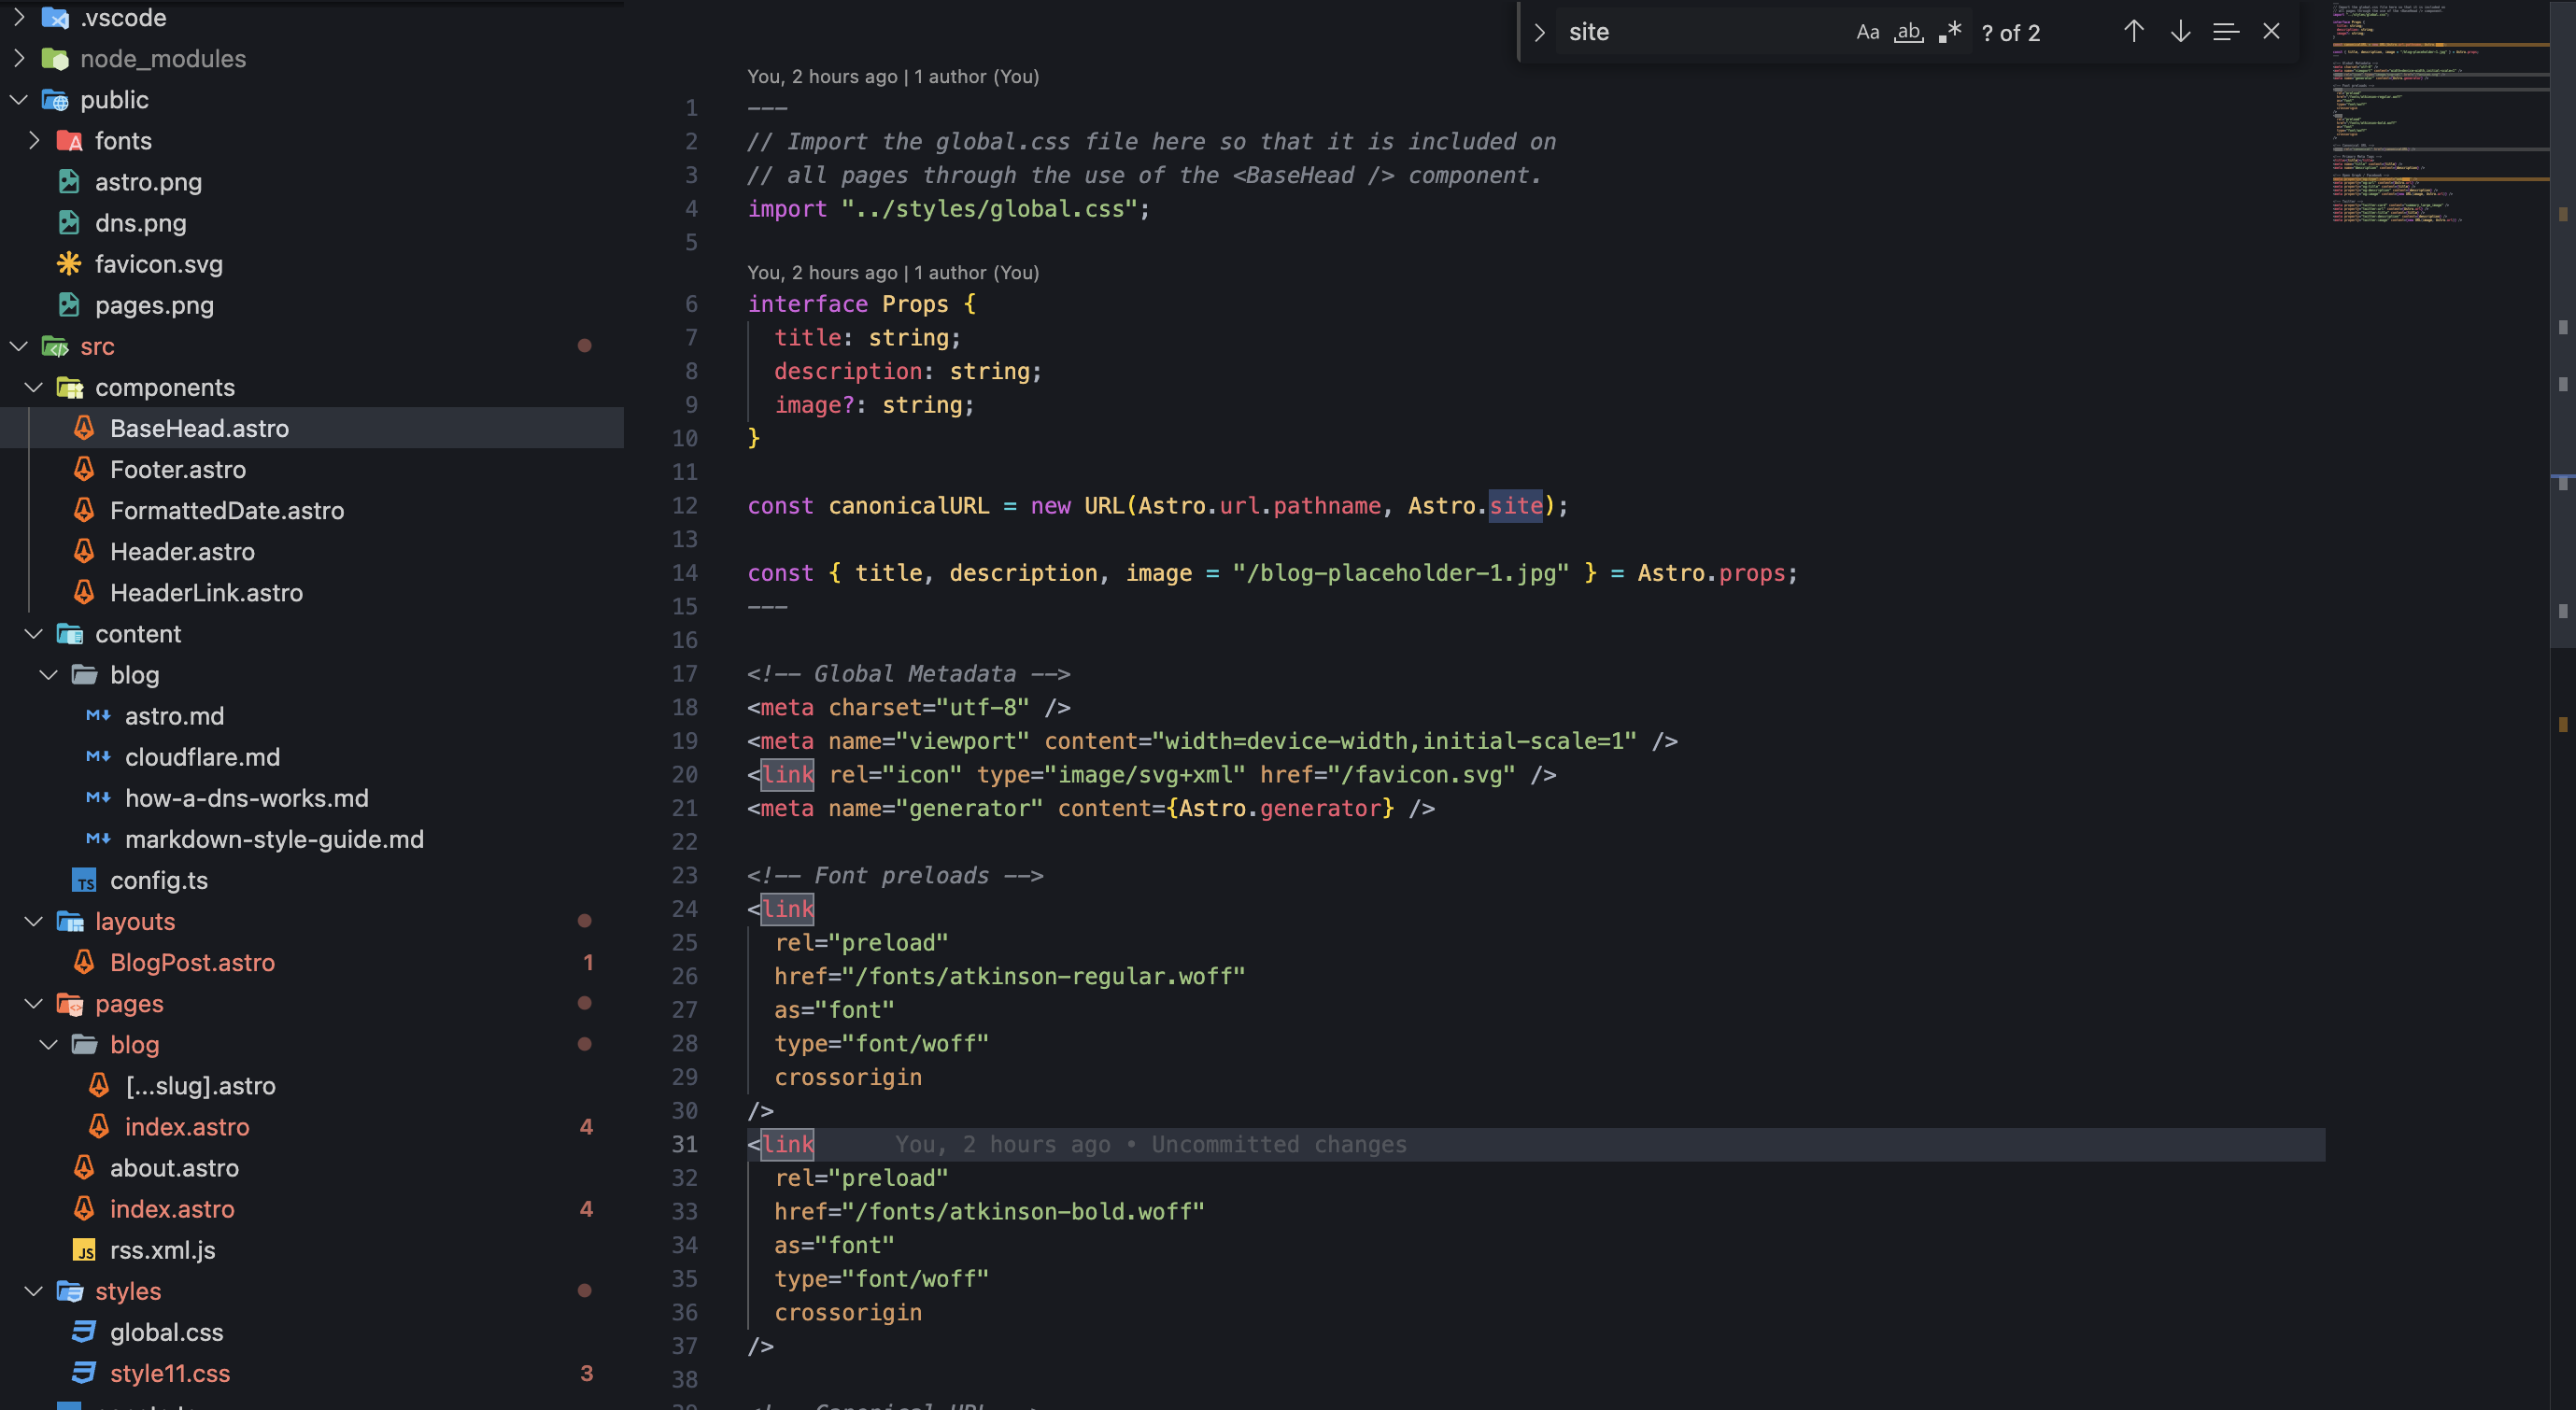 .vscode
node_modules
public
fonts
astro.png
dns.png
favicon.svg
pages.png
src
components
BaseHead.astro
Footer.astro
FormattedDate.astro
Header.astro
HeaderLink.astro
content
blog
astro.md
cloudflare.md
how-a-dns-works.md
markdown-style-guide.md
TS config.ts
layouts
BlogPost.astro 1
pages
blog
[...slug].astro
index.astro 4
about.astro
index.astro 4
JS rss.xml.js
styles
global.css
style11.css 3
site Aa ab .* ? of 2
You, 2 hours ago | 1 author (You)
1 ---
2 // Import the global.css file here so that it is included on
3 // all pages through the use of the <BaseHead /> component.
4 import "../styles/global.css";
5
You, 2 hours ago | 1 author (You)
6 interface Props {
7 title: string;
8 description: string;
9 image?: string;
10 }
11
12 const canonicalURL = new URL(Astro.url.pathname, Astro.site);
13
14 const { title, description, image = "/blog-placeholder-1.jpg" } = Astro.props;
15 ---
16
17 <!-- Global Metadata -->
18 <meta charset="utf-8" />
19 <meta name="viewport" content="width=device-width,initial-scale=1" />
20 <link rel="icon" type="image/svg+xml" href="/favicon.svg" />
21 <meta name="generator" content={Astro.generator} />
22
23 <!-- Font preloads -->
24 <link
25 rel="preload"
26 href="/fonts/atkinson-regular.woff"
27 as="font"
28 type="font/woff"
29 crossorigin
30 />
31 <link You, 2 hours ago • Uncommitted changes
32 rel="preload"
33 href="/fonts/atkinson-bold.woff"
34 as="font"
35 type="font/woff"
36 crossorigin
37 />
38